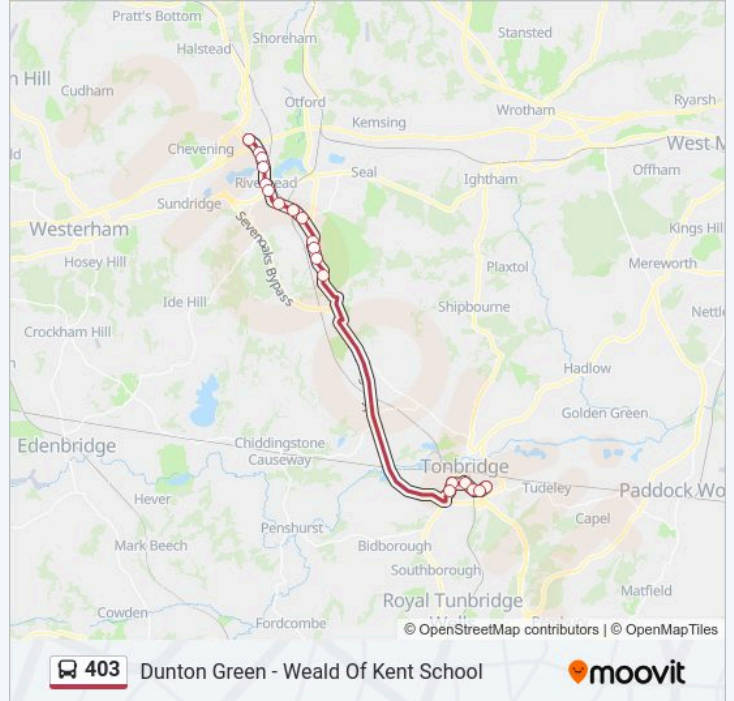 Pratt's Bottom
Stansted
Shoreham
Halstead
n Hill
Cudham
Otford
Ryarsh
Wrotham
Kemsing
Chevening
West M
ld
Seal
Offham
Ightham
Sundridge
Westerham
Kings Hill
Hosey Hill
Sevenoaks Bypass
Plaxtol
Mereworth
Ide Hill
Shipbourne
Nettle
Crockham Hill
Hadlow
Golden Green
Edenbridge
Chiddingstone
Causeway
Tonbridge
Tudeley
Paddock Wo
Hever
Capel
Penshurst
Mark Beech
Bidborough
Southborough
Matfield
Royal Tunbridge
Cowden
Fordcombe
© OpenStreetMap contributors | © OpenMapTiles
403 Dunton Green - Weald Of Kent School
moovit